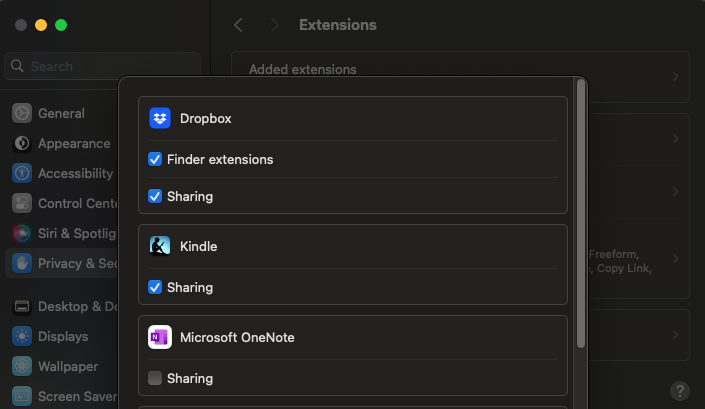 Extensions
Search
Added extensions
General
Appearance
Accessibility
Control Cent
Siri & Spotlig
Privacy & Sec
Desktop & Do
Displays
Wallpaper
Screen Saver
Dropbox
Finder extensions
Sharing
Kindle
Sharing
Microsoft OneNote
Sharing
Freeform,
, Copy Link,
?